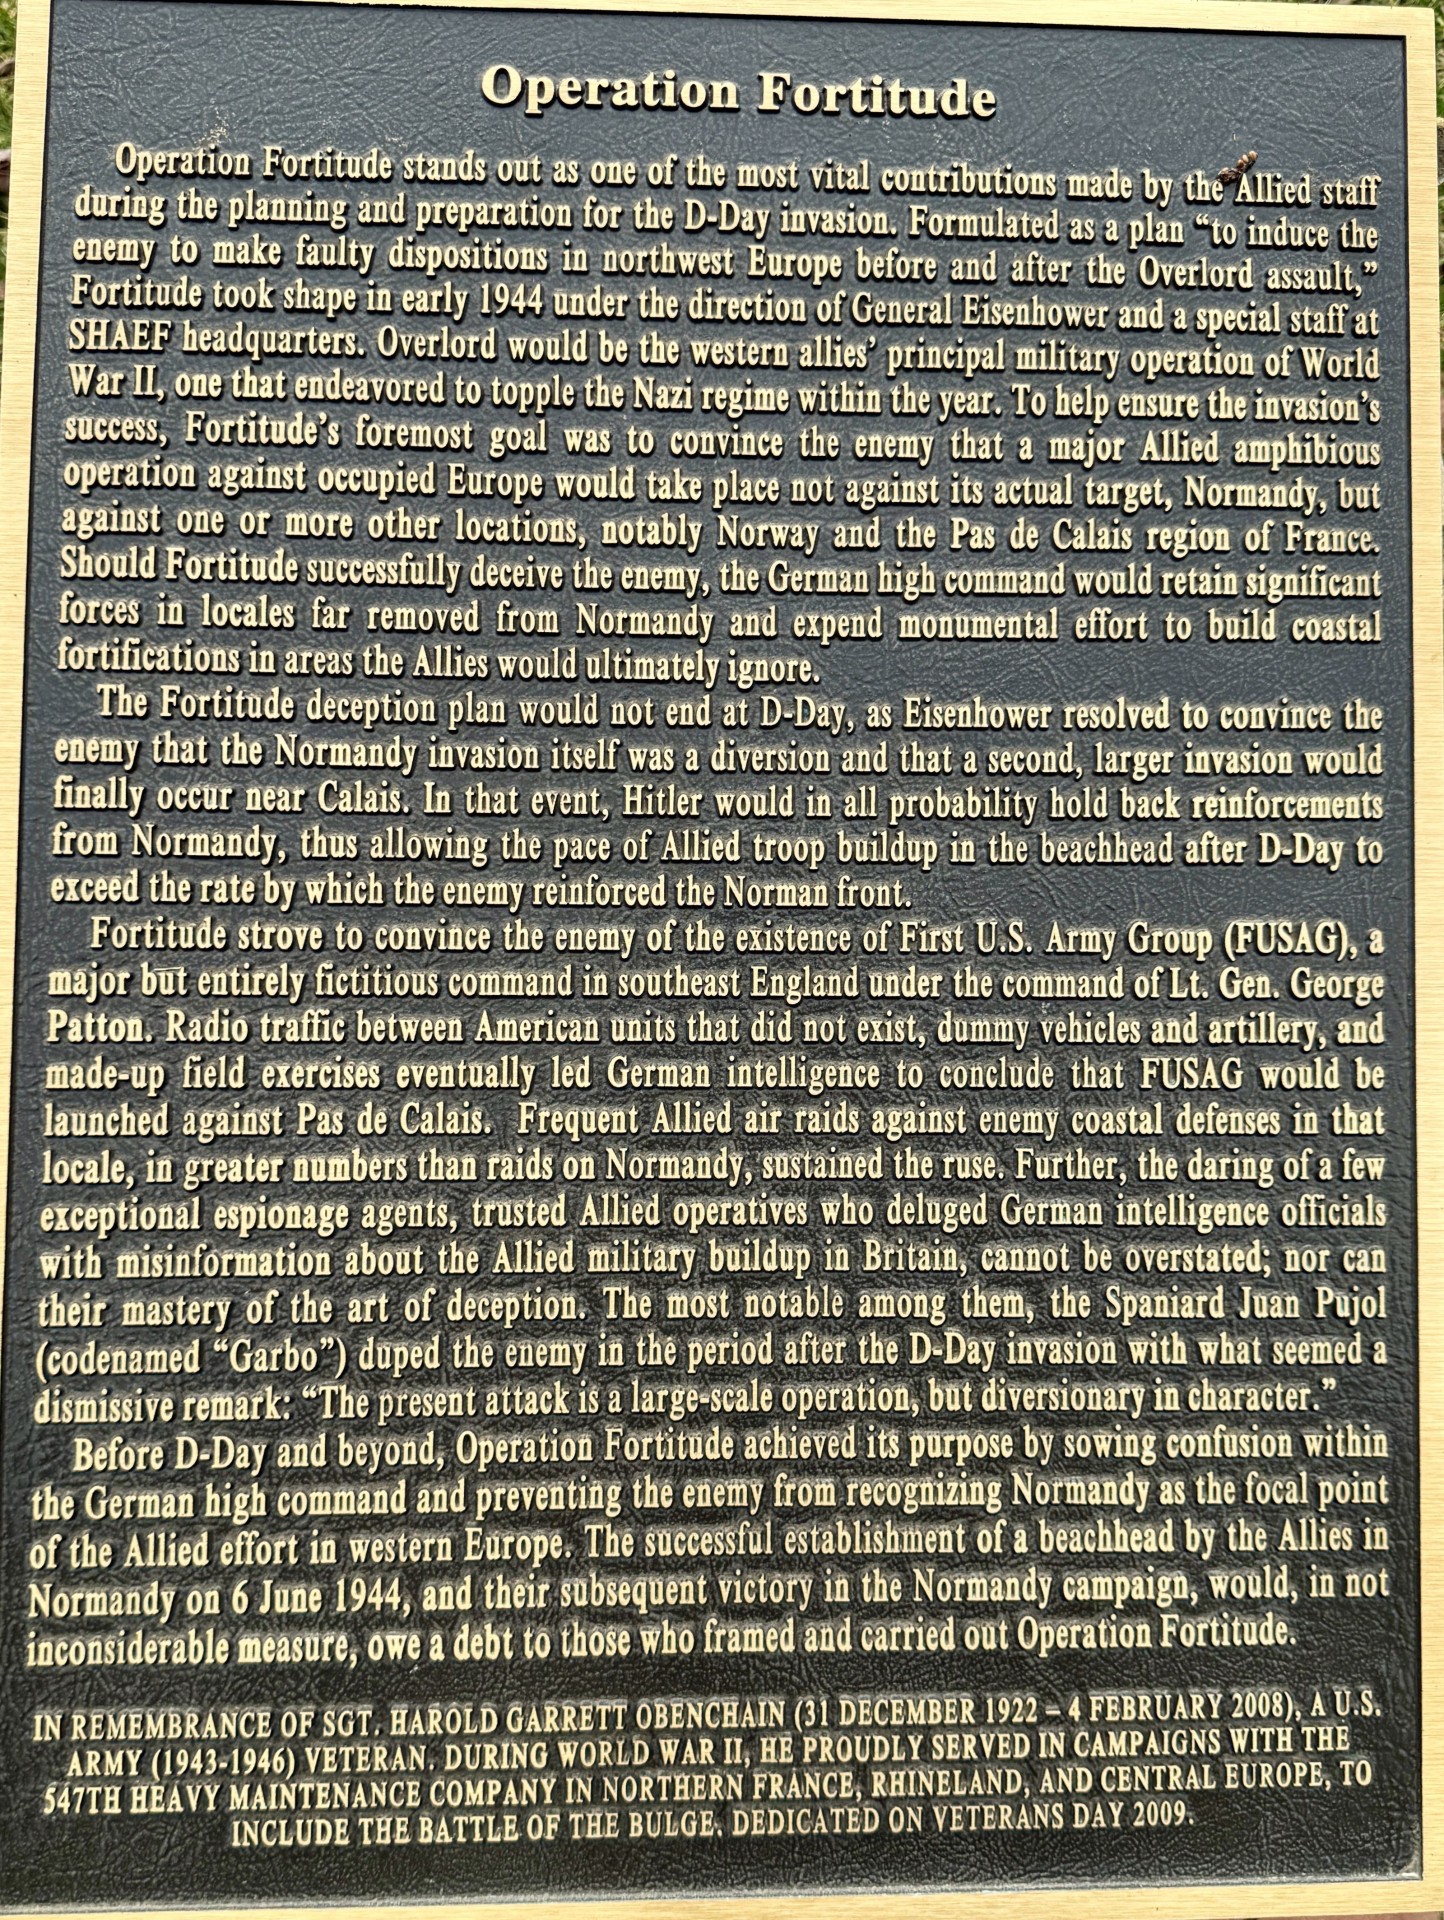 Operation Fortitude
Operation Fortitude stands out as one of the most vital contributions made by the Allied staff
during the planning and preparation for the D-Day invasion. Formulated as a plan “to induce the
enemy to make faulty dispositions in northwest Europe before and after the Overlord assault,”
Fortitude took shape in early 1944 under the direction of General Eisenhower and a special staff at
SHAEF headquarters. Overlord would be the western allies’ principal military operation of World
War II, one that endeavored to topple the Nazi regime within the year. To help ensure the invasion’s
success, Fortitude’s foremost goal was to convince the enemy that a major Allied amphibious
operation against occupied Europe would take place not against its actual target, Normandy, but
against one or more other locations, notably Norway and the Pas de Calais region of France.
Should Fortitude successfully deceive the enemy, the German high command would retain significant
forces in locales far removed from Normandy and expend monumental effort to build coastal
fortifications in areas the Allies would ultimately ignore.
The Fortitude deception plan would not end at D-Day, as Eisenhower resolved to convince the
enemy that the Normandy invasion itself was a diversion and that a second, larger invasion would
finally occur near Calais. In that event, Hitler would in all probability hold back reinforcements
from Normandy, thus allowing the pace of Allied troop buildup in the beachhead after D-Day to
exceed the rate by which the enemy reinforced the Norman front.
Fortitude strove to convince the enemy of the existence of First U.S. Army Group (FUSAG), a
major but entirely fictitious command in southeast England under the command of Lt. Gen. George
Patton. Radio traffic between American units that did not exist, dummy vehicles and artillery, and
made-up field exercises eventually led German intelligence to conclude that FUSAG would be
launched against Pas de Calais. Frequent Allied air raids against enemy coastal defenses in that
locale, in greater numbers than raids on Normandy, sustained the ruse. Further, the daring of a few
exceptional espionage agents, trusted Allied operatives who deluged German intelligence officials
with misinformation about the Allied military buildup in Britain, cannot be overstated; nor can
their mastery of the art of deception. The most notable among them, the Spaniard Juan Pujol
(codenamed “Garbo”) duped the enemy in the period after the D-Day invasion with what seemed a
dismissive remark: “The present attack is a large-scale operation, but diversionary in character.”
Before D-Day and beyond, Operation Fortitude achieved its purpose by sowing confusion within
the German high command and preventing the enemy from recognizing Normandy as the focal point
of the Allied effort in western Europe. The successful establishment of a beachhead by the Allies in
Normandy on 6 June 1944, and their subsequent victory in the Normandy campaign, would, in not
inconsiderable measure, owe a debt to those who framed and carried out Operation Fortitude.
IN REMEMBRANCE OF SGT. HAROLD GARRETT OBENCHAIN (31 DECEMBER 1922 – 4 FEBRUARY 2008), A U.S.
ARMY (1943-1946) VETERAN. DURING WORLD WAR II, HE PROUDLY SERVED IN CAMPAIGNS WITH THE
547TH HEAVY MAINTENANCE COMPANY IN NORTHERN FRANCE, RHINELAND, AND CENTRAL EUROPE, TO
INCLUDE THE BATTLE OF THE BULGE. DEDICATED ON VETERANS DAY 2009.